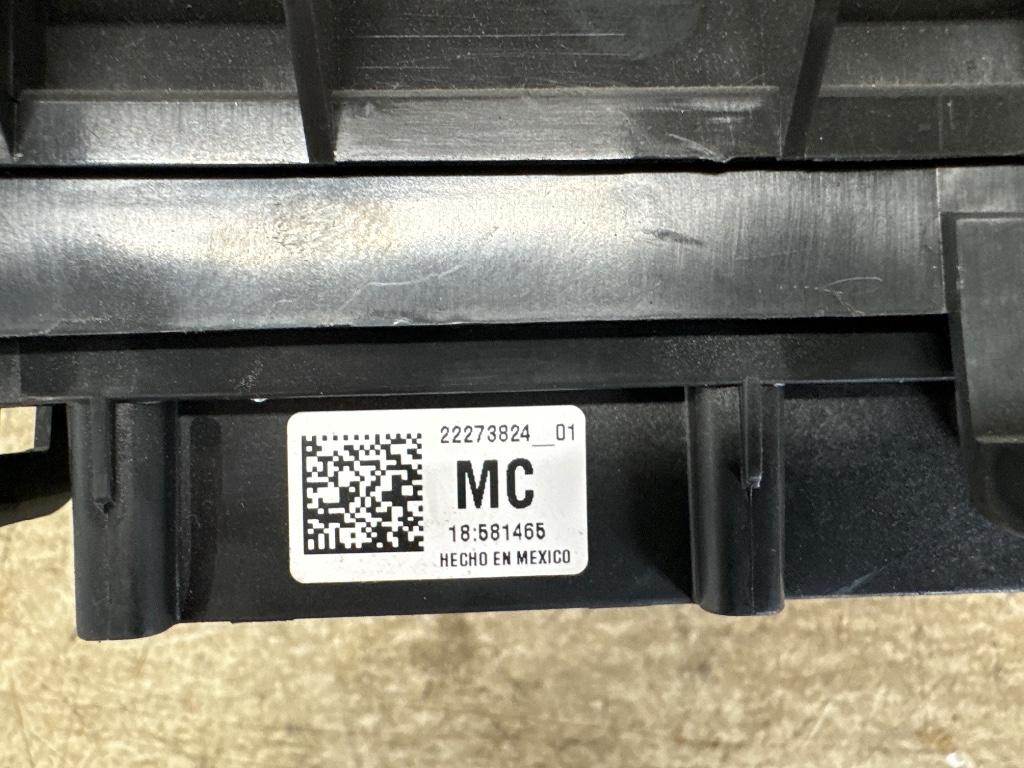 22273824__01
MC
18:581465
HECHO EN MEXICO